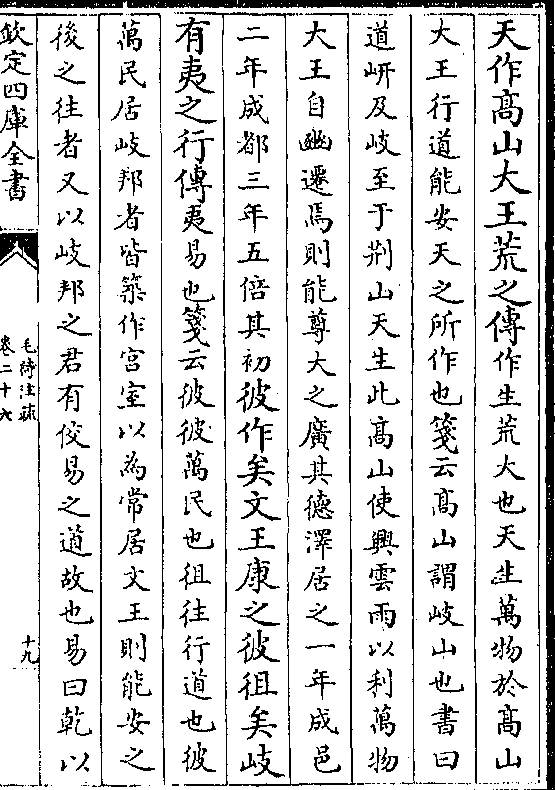 天作髙山大王荒之傳作生荒大也天生萬物於髙山
大王行道能安天之所作也箋云髙山謂岐山也書曰
道岍及岐至于荆山天生此髙山使興雲雨以利萬物
大王自豳遷焉則能尊大之廣其徳澤居之一年成邑
二年成都三年五倍其初彼作矣文王康之彼徂矣岐
有夷之行傳夷易也箋云彼彼萬民也徂往行道也彼
萬民居岐邦者皆築作宫室以為常居文王則能安之
後之往者又以岐邦之君有佼易之道故也易曰乾以
欽定四庫全書
毛詩注疏
卷二十六
十九